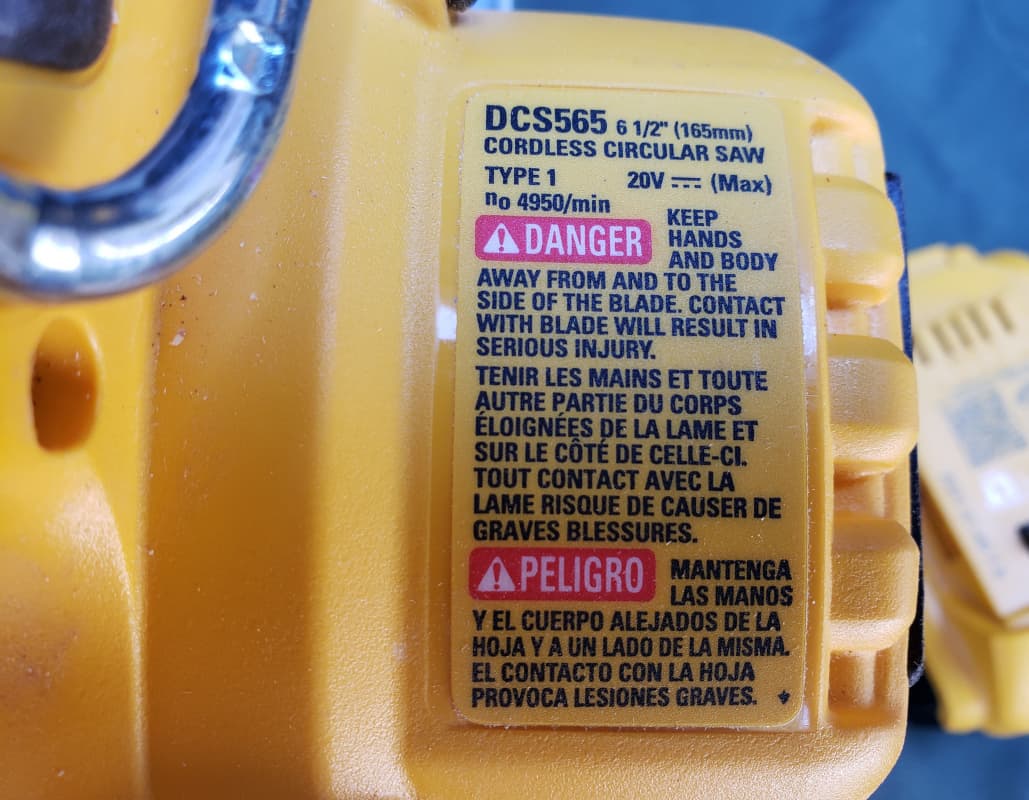 DCS565 6 1/2" (165mm)
CORDLESS CIRCULAR SAW
TYPE 1 20V ⎓ (Max)
no 4950/min
⚠DANGER KEEP
HANDS
AND BODY
AWAY FROM AND TO THE
SIDE OF THE BLADE. CONTACT
WITH BLADE WILL RESULT IN
SERIOUS INJURY.
TENIR LES MAINS ET TOUTE
AUTRE PARTIE DU CORPS
ÉLOIGNÉES DE LA LAME ET
SUR LE CÔTÉ DE CELLE-CI.
TOUT CONTACT AVEC LA
LAME RISQUE DE CAUSER DE
GRAVES BLESSURES.
⚠PELIGRO MANTENGA
LAS MANOS
Y EL CUERPO ALEJADOS DE LA
HOJA Y A UN LADO DE LA MISMA.
EL CONTACTO CON LA HOJA
PROVOCA LESIONES GRAVES.